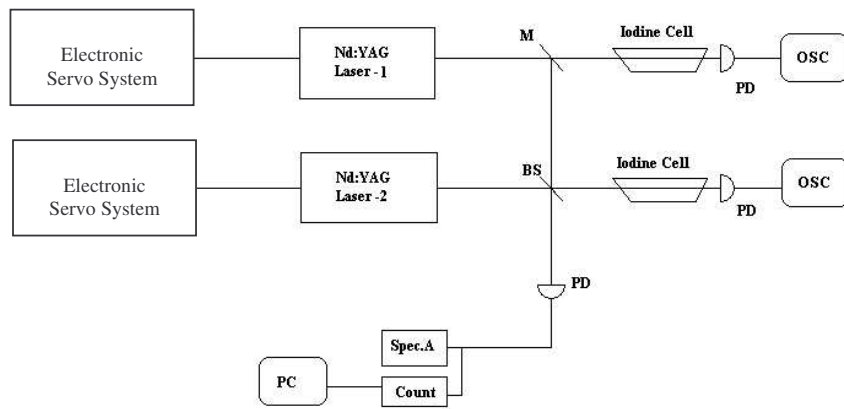 Electronic
Servo System
Nd:YAG
Laser-1
M
Iodine Cell
PD
OSC
Electronic
Servo System
Nd:YAG
Laser-2
BS
Iodine Cell
PD
OSC
PD
Spec.A
Count
PC